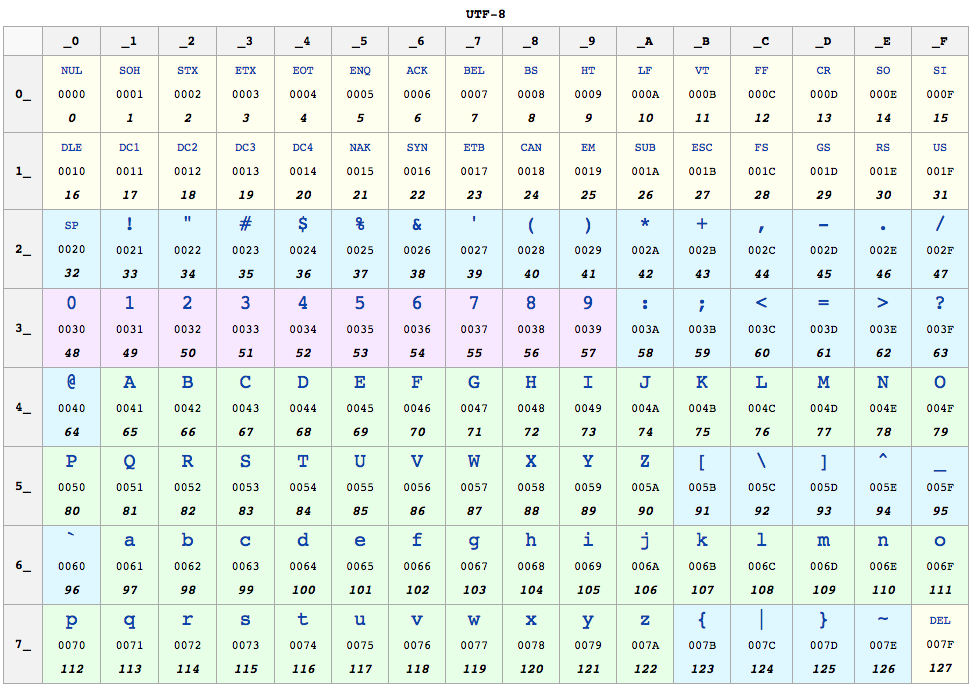 UTF-8
_0 _1 _2 _3 _4 _5 _6 _7 _8 _9 _A _B _C _D _E _F
NUL SOH STX ETX EOT ENQ ACK BEL BS HT LF VT FF CR SO SI
0_ 0000 0001 0002 0003 0004 0005 0006 0007 0008 0009 000A 000B 000C 000D 000E 000F
0 1 2 3 4 5 6 7 8 9 10 11 12 13 14 15
DLE DC1 DC2 DC3 DC4 NAK SYN ETB CAN EM SUB ESC FS GS RS US
1_ 0010 0011 0012 0013 0014 0015 0016 0017 0018 0019 001A 001B 001C 001D 001E 001F
16 17 18 19 20 21 22 23 24 25 26 27 28 29 30 31
SP ! " # $ % & ' ( ) * + , − . /
2_ 0020 0021 0022 0023 0024 0025 0026 0027 0028 0029 002A 002B 002C 002D 002E 002F
32 33 34 35 36 37 38 39 40 41 42 43 44 45 46 47
0 1 2 3 4 5 6 7 8 9 : ; < = > ?
3_ 0030 0031 0032 0033 0034 0035 0036 0037 0038 0039 003A 003B 003C 003D 003E 003F
48 49 50 51 52 53 54 55 56 57 58 59 60 61 62 63
@ A B C D E F G H I J K L M N O
4_ 0040 0041 0042 0043 0044 0045 0046 0047 0048 0049 004A 004B 004C 004D 004E 004F
64 65 66 67 68 69 70 71 72 73 74 75 76 77 78 79
P Q R S T U V W X Y Z [ \ ] ^ _
5_ 0050 0051 0052 0053 0054 0055 0056 0057 0058 0059 005A 005B 005C 005D 005E 005F
80 81 82 83 84 85 86 87 88 89 90 91 92 93 94 95
` a b c d e f g h i j k l m n o
6_ 0060 0061 0062 0063 0064 0065 0066 0067 0068 0069 006A 006B 006C 006D 006E 006F
96 97 98 99 100 101 102 103 104 105 106 107 108 109 110 111
p q r s t u v w x y z { | } ~ DEL
7_ 0070 0071 0072 0073 0074 0075 0076 0077 0078 0079 007A 007B 007C 007D 007E 007F
112 113 114 115 116 117 118 119 120 121 122 123 124 125 126 127